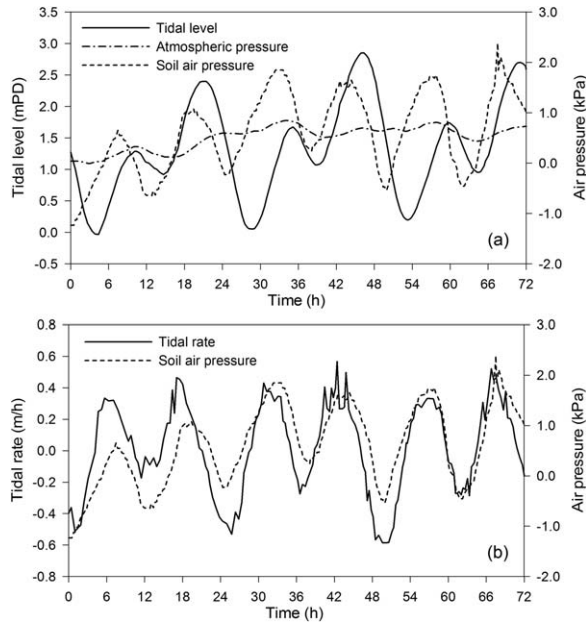 Tidal level
Atmospheric pressure
Soil air pressure
Tidal level (mPD)
3.5
3.0
2.5
2.0
1.5
1.0
0.5
0.0
-0.5
3.0
2.0
1.0
0.0
-1.0
-2.0
Air pressure (kPa)
(a)
0 6 12 18 24 30 36 42 48 54 60 66 72
Time (h)
Tidal rate
Soil air pressure
Tidal rate (m/h)
0.8
0.6
0.4
0.2
0.0
-0.2
-0.4
-0.6
-0.8
3.0
2.0
1.0
0.0
-1.0
-2.0
Air pressure (kPa)
(b)
0 6 12 18 24 30 36 42 48 54 60 66 72
Time (h)